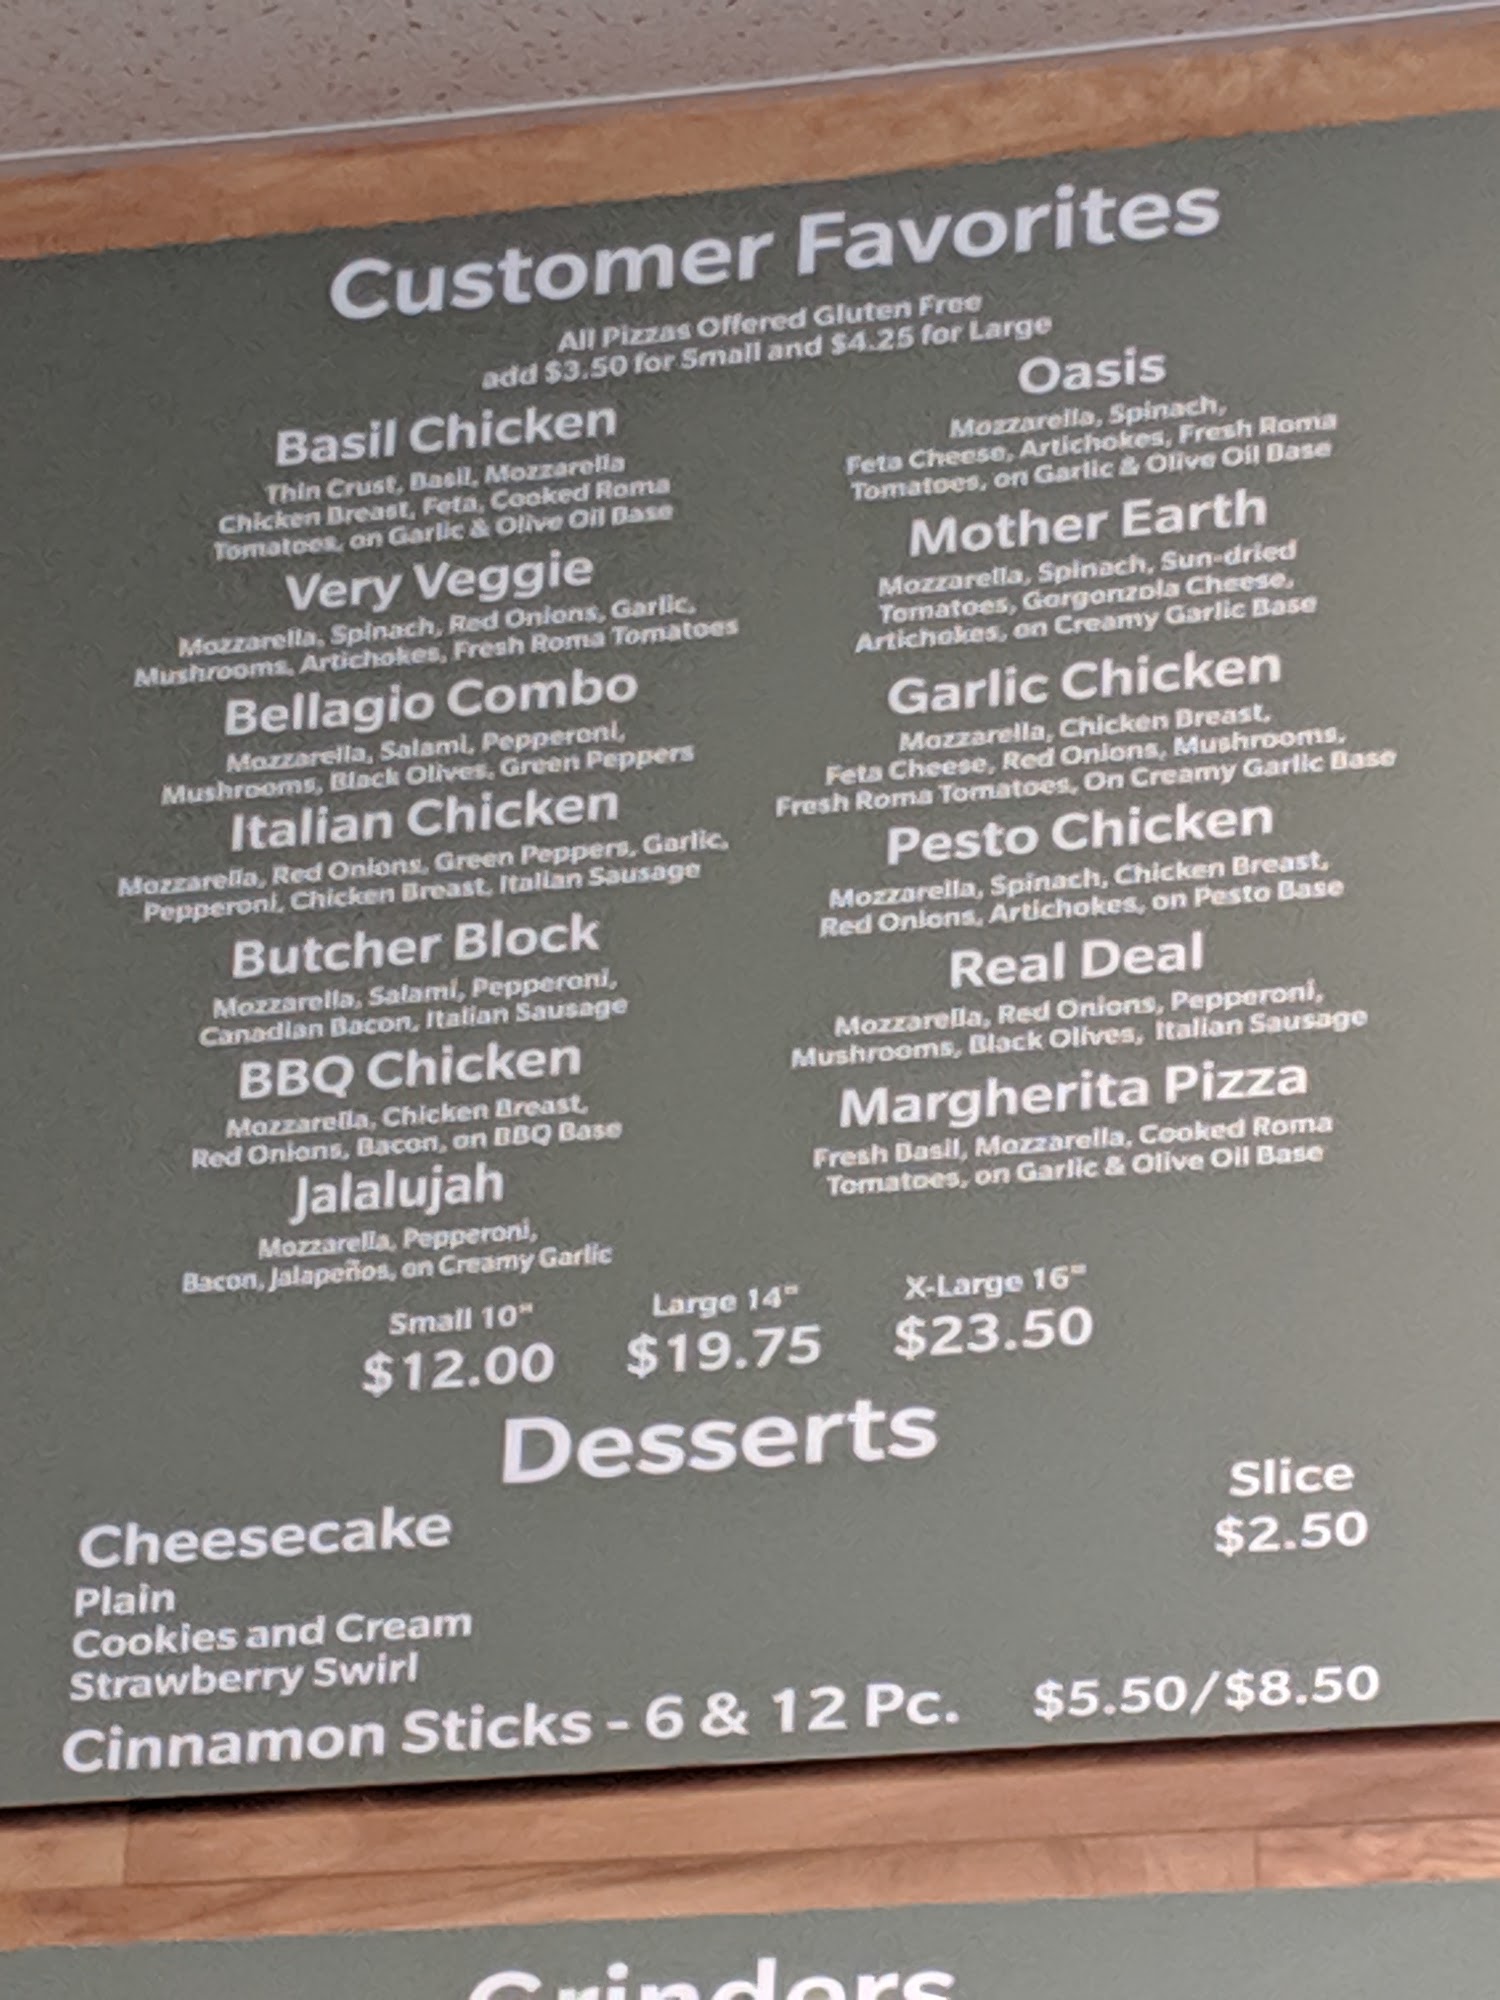 Customer Favorites
All Pizzas Offered Gluten Free
add $3.50 for Small and $4.25 for Large
Basil Chicken
Thin Crust, Basil, Mozzarella
Chicken Breast, Feta, Cooked Roma
Tomatoes, on Garlic & Olive Oil Base
Very Veggie
Mozzarella, Spinach, Red Onions, Garlic,
Mushrooms, Artichokes, Fresh Roma Tomatoes
Bellagio Combo
Mozzarella, Salami, Pepperoni,
Mushrooms, Black Olives, Green Peppers
Italian Chicken
Mozzarella, Red Onions, Green Peppers, Garlic,
Pepperoni, Chicken Breast, Italian Sausage
Butcher Block
Mozzarella, Salami, Pepperoni,
Canadian Bacon, Italian Sausage
BBQ Chicken
Mozzarella, Chicken Breast,
Red Onions, Bacon, on BBQ Base
Jalalujah
Mozzarella, Pepperoni,
Bacon, Jalapeños, on Creamy Garlic
Oasis
Mozzarella, Spinach,
Feta Cheese, Artichokes, Fresh Roma
Tomatoes, on Garlic & Olive Oil Base
Mother Earth
Mozzarella, Spinach, Sun-dried
Tomatoes, Gorgonzola Cheese,
Artichokes, on Creamy Garlic Base
Garlic Chicken
Mozzarella, Chicken Breast,
Feta Cheese, Red Onions, Mushrooms,
Fresh Roma Tomatoes, On Creamy Garlic Base
Pesto Chicken
Mozzarella, Spinach, Chicken Breast,
Red Onions, Artichokes, on Pesto Base
Real Deal
Mozzarella, Red Onions, Pepperoni,
Mushrooms, Black Olives, Italian Sausage
Margherita Pizza
Fresh Basil, Mozzarella, Cooked Roma
Tomatoes, on Garlic & Olive Oil Base
Small 10" Large 14" X-Large 16"
$12.00 $19.75 $23.50
Desserts
Slice
Cheesecake $2.50
Plain
Cookies and Cream
Strawberry Swirl
Cinnamon Sticks - 6 & 12 Pc. $5.50/$8.50
Grinders